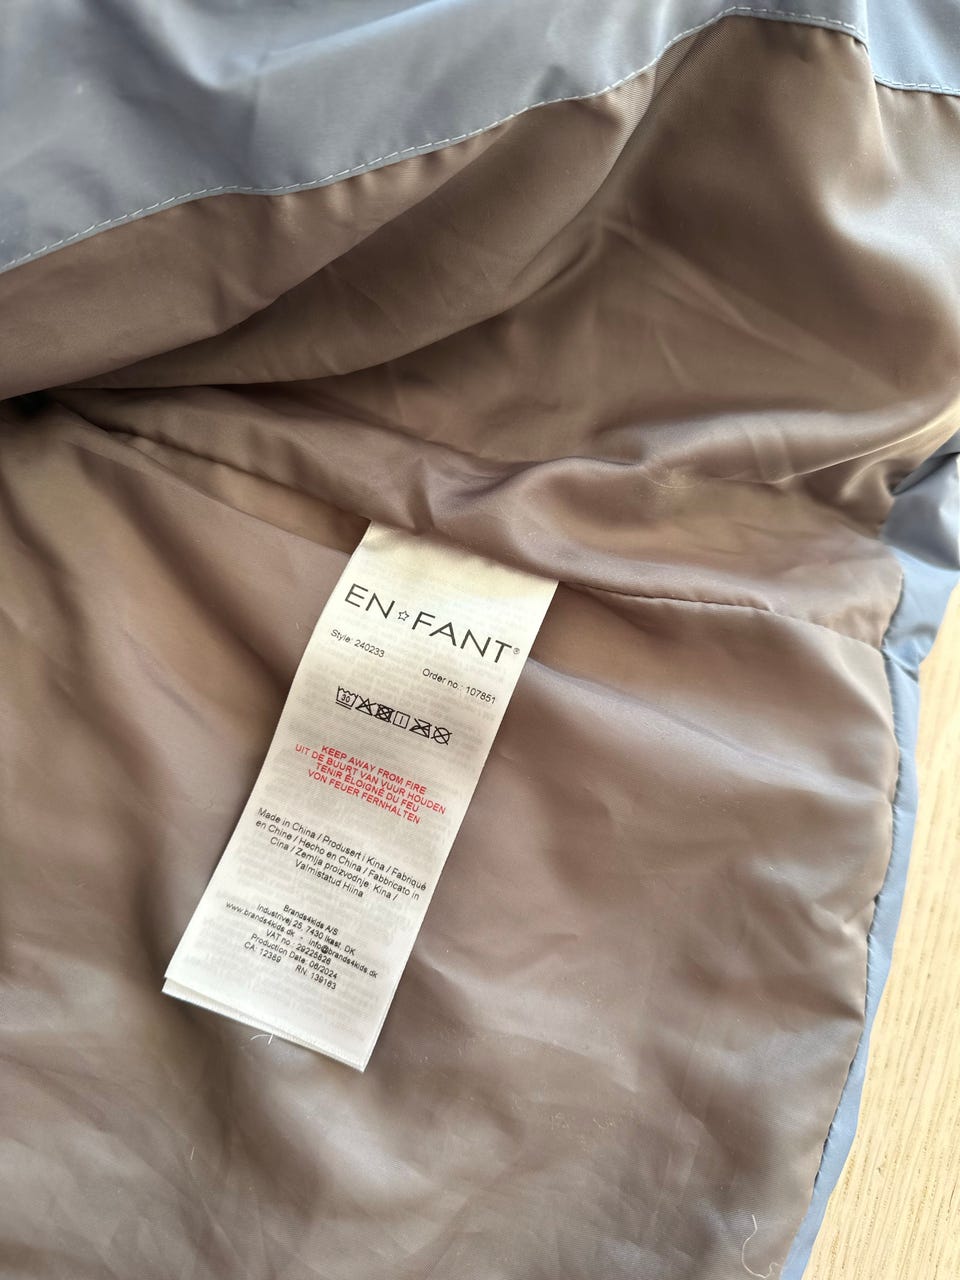 EN☆FANT®
Style: 240233
Order no.: 107851
30
KEEP AWAY FROM FIRE
UIT DE BUURT VAN VUUR HOUDEN
TENIR ÉLOIGNÉ DU FEU
VON FEUER FERNHALTEN
Made in China / Produsert i Kina / Fabriqué
en Chine / Hecho en China / Fabbricato in
Cina / Zemlja proizvodnje: Kina /
Valmistatud Hiina
Brands4kids A/S
Industrivej 25, 7430 Ikast, DK
www.brands4kids.dk - info@brands4kids.dk
VAT no.: 29225826
Production Date: 06/2024
CA: 12389 RN: 139163